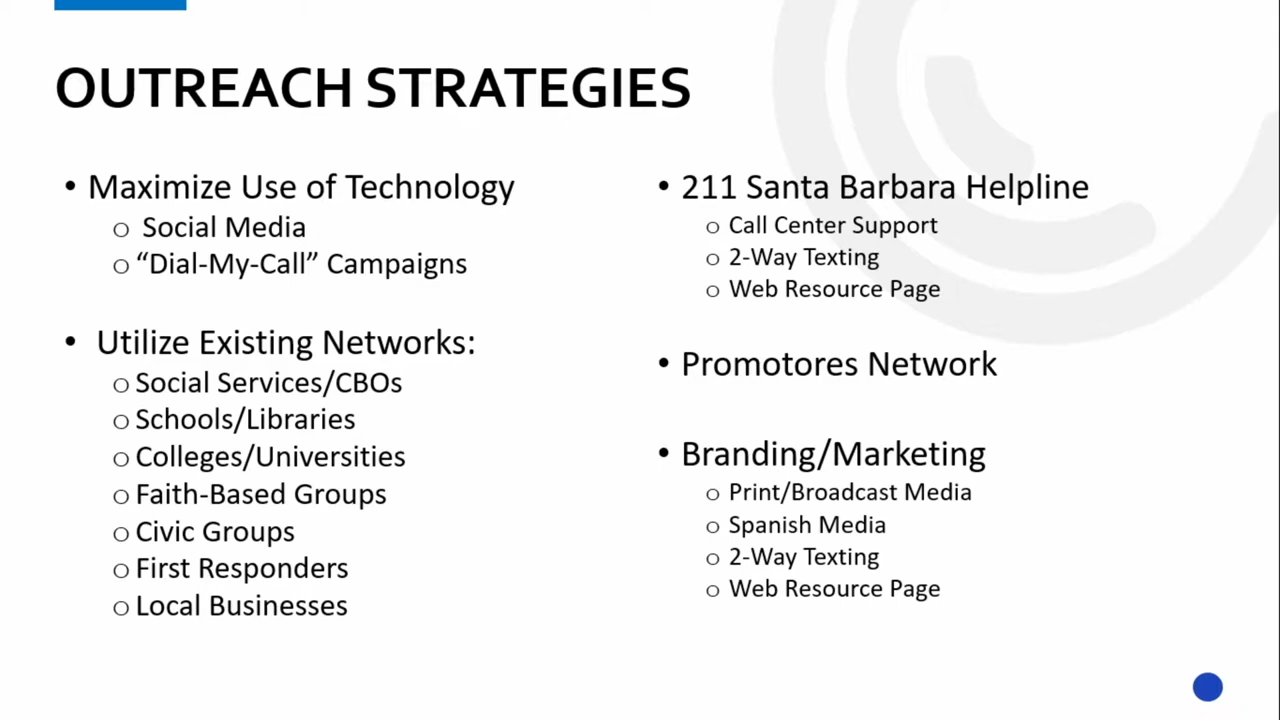 OUTREACH STRATEGIES
• Maximize Use of Technology
o Social Media
o “Dial-My-Call” Campaigns
• Utilize Existing Networks:
o Social Services/CBOs
o Schools/Libraries
o Colleges/Universities
o Faith-Based Groups
o Civic Groups
o First Responders
o Local Businesses
• 211 Santa Barbara Helpline
o Call Center Support
o 2-Way Texting
o Web Resource Page
• Promotores Network
• Branding/Marketing
o Print/Broadcast Media
o Spanish Media
o 2-Way Texting
o Web Resource Page